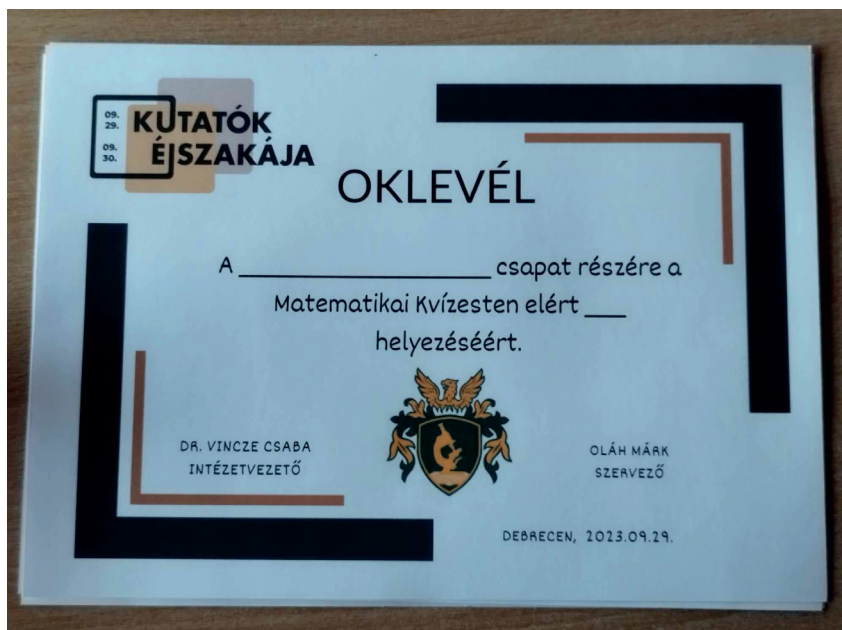 09.
29.
09.
30.
KUTATÓK
ÉJSZAKÁJA
OKLEVÉL
A ____________________ csapat részére a
Matematikai Kvízesten elért ___
helyezéséért.
DR. VINCZE CSABA
INTÉZETVEZETŐ
OLÁH MÁRK
SZERVEZŐ
DEBRECEN, 2023.09.29.